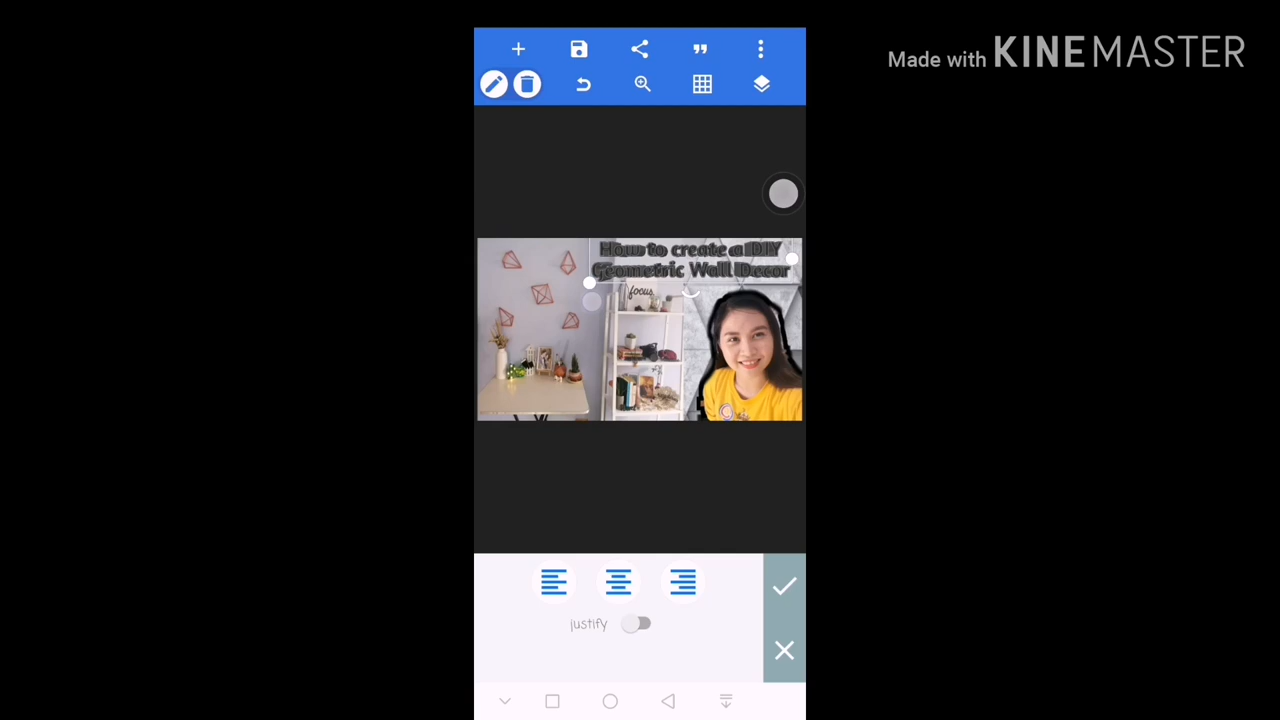 Made with KINEMASTER
How to create a DIY
Geometric Wall Decor
focus.
justify